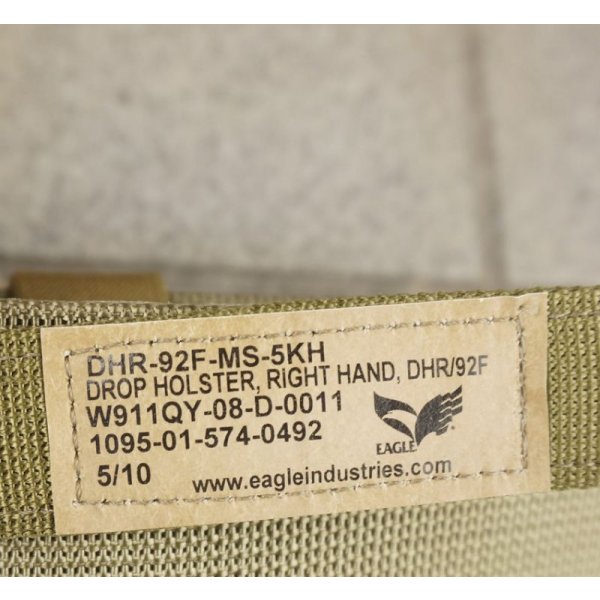 DHR-92F-MS-5KH
DROP HOLSTER, RIGHT HAND, DHR/92F
W911QY-08-D-0011
1095-01-574-0492
EAGLE
5/10
www.eagleindustries.com